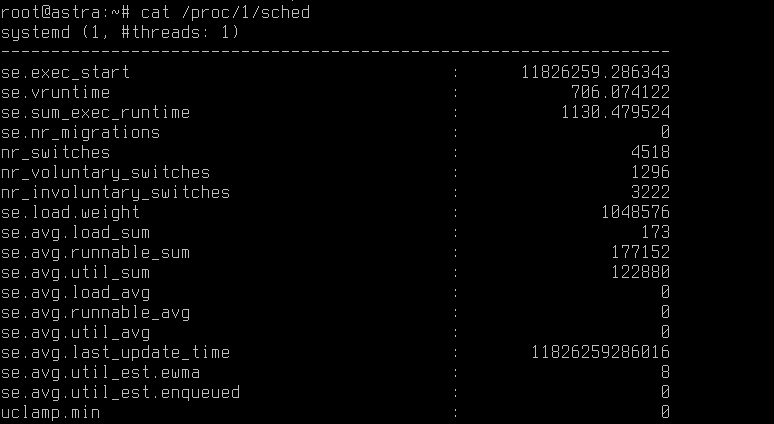 root@astra:~# cat /proc/1/sched
systemd (1, #threads: 1)
-------------------------------------------------------------------
se.exec_start                                :      11826259.286343
se.vruntime                                  :           706.074122
se.sum_exec_runtime                          :          1130.479524
se.nr_migrations                             :                    0
nr_switches                                  :                 4518
nr_voluntary_switches                        :                 1296
nr_involuntary_switches                      :                 3222
se.load.weight                               :              1048576
se.avg.load_sum                              :                  173
se.avg.runnable_sum                          :               177152
se.avg.util_sum                              :               122880
se.avg.load_avg                              :                    0
se.avg.runnable_avg                          :                    0
se.avg.util_avg                              :                    0
se.avg.last_update_time                      :       11826259286016
se.avg.util_est.ewma                         :                    8
se.avg.util_est.enqueued                     :                    0
uclamp.min                                   :                    0